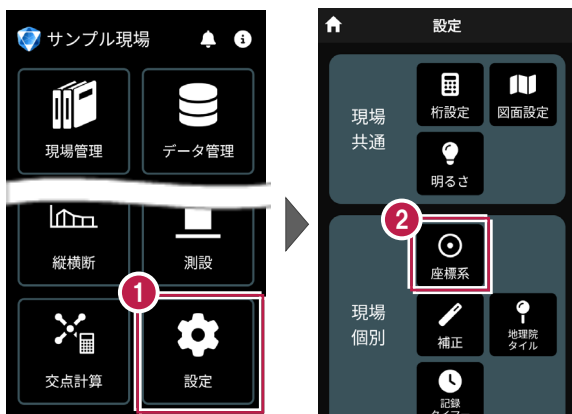 サンプル現場
現場管理
データ管理
縦横断
測設
1
交点計算
設定
設定
現場
共通
桁設定
図面設定
明るさ
2
座標系
現場
個別
補正
地理院
タイル
記録